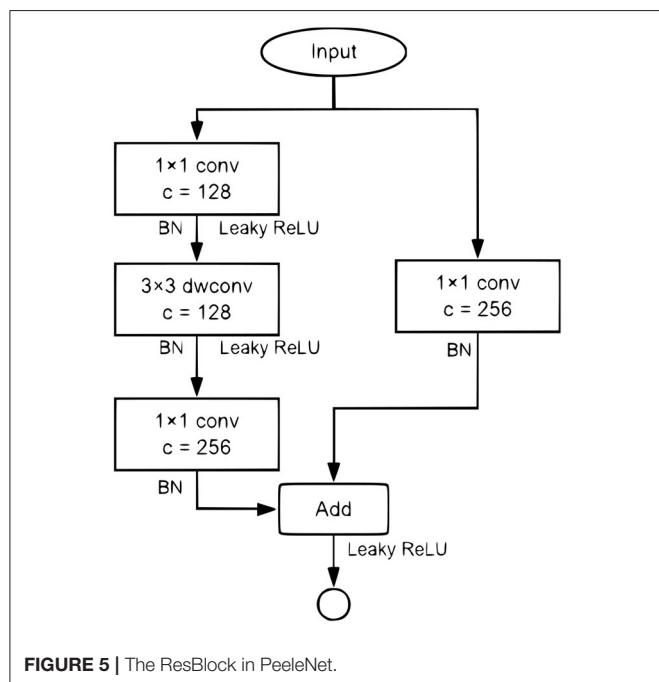 Input
1×1 conv
c = 128
BN Leaky ReLU
3×3 dwconv
c = 128
BN Leaky ReLU
1×1 conv
c = 256
BN
1×1 conv
c = 256
BN
Add
Leaky ReLU
FIGURE 5 | The ResBlock in PeeleNet.